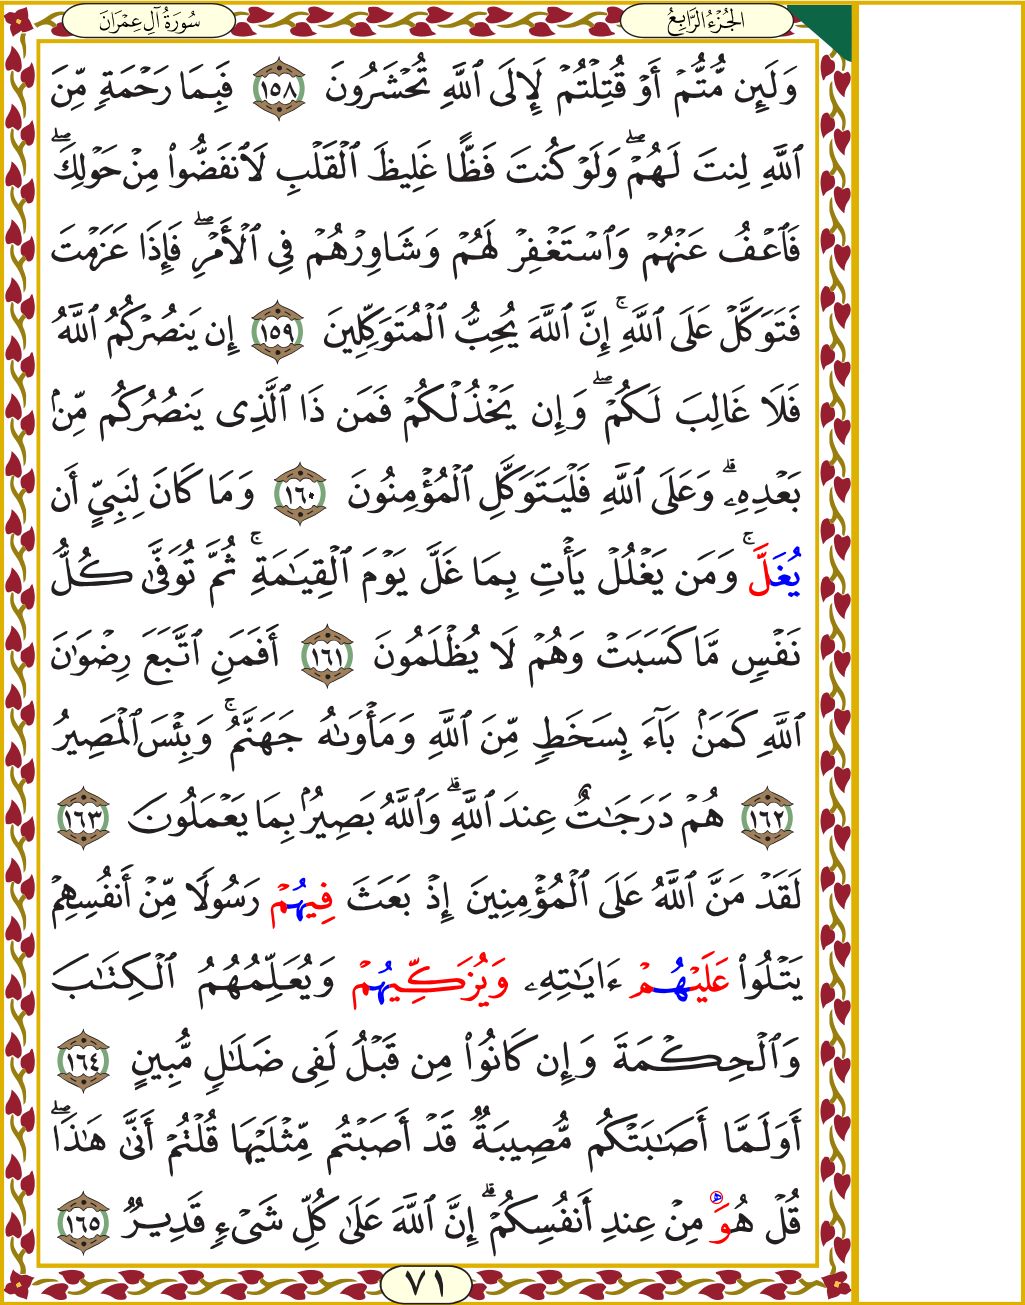 سُورَةُ آلِ عِمْرَان
الجُزْءُ الرَّابِعُ
وَلَئِن مُّتُّمْ أَوْ قُتِلْتُمْ لَإِلَى ٱللَّهِ تُحْشَرُونَ ١٥٨ فَبِمَا رَحْمَةٍ مِّنَ
ٱللَّهِ لِنتَ لَهُمْۖ وَلَوْ كُنتَ فَظًّا غَلِيظَ ٱلْقَلْبِ لَٱنفَضُّواْ مِنْ حَوْلِكَۖ
فَٱعْفُ عَنْهُمْ وَٱسْتَغْفِرْ لَهُمْ وَشَاوِرْهُمْ فِي ٱلْأَمْرِۖ فَإِذَا عَزَمْتَ
فَتَوَكَّلْ عَلَى ٱللَّهِۚ إِنَّ ٱللَّهَ يُحِبُّ ٱلْمُتَوَكِّلِينَ ١٥٩ إِن يَنصُرْكُمُ ٱللَّهُ
فَلَا غَالِبَ لَكُمْۖ وَإِن يَخْذُلْكُمْ فَمَن ذَا ٱلَّذِى يَنصُرُكُم مِّنۢ
بَعْدِهِۦۗ وَعَلَى ٱللَّهِ فَلْيَتَوَكَّلِ ٱلْمُؤْمِنُونَ ١٦٠ وَمَا كَانَ لِنَبِيٍّ أَن
يُغَلَّۚ وَمَن يَغْلُلْ يَأْتِ بِمَا غَلَّ يَوْمَ ٱلْقِيَٰمَةِۚ ثُمَّ تُوَفَّىٰ كُلُّ
نَفْسٍ مَّا كَسَبَتْ وَهُمْ لَا يُظْلَمُونَ ١٦١ أَفَمَنِ ٱتَّبَعَ رِضْوَٰنَ
ٱللَّهِ كَمَنۢ بَآءَ بِسَخَطٍ مِّنَ ٱللَّهِ وَمَأْوَىٰهُ جَهَنَّمُۚ وَبِئْسَ ٱلْمَصِيرُ
١٦٢ هُمْ دَرَجَٰتٌ عِندَ ٱللَّهِۗ وَٱللَّهُ بَصِيرُۢ بِمَا يَعْمَلُونَ ١٦٣
لَقَدْ مَنَّ ٱللَّهُ عَلَى ٱلْمُؤْمِنِينَ إِذْ بَعَثَ فِيهُمْ رَسُولًا مِّنْ أَنفُسِهِمْ
يَتْلُواْ عَلَيْهُمْ ءَايَٰتِهِۦ وَيُزَكِّيهُمْ وَيُعَلِّمُهُمُ ٱلْكِتَٰبَ
وَٱلْحِكْمَةَ وَإِن كَانُواْ مِن قَبْلُ لَفِى ضَلَٰلٍ مُّبِينٍ ١٦٤
أَوَلَمَّا أَصَٰبَتْكُم مُّصِيبَةٌ قَدْ أَصَبْتُم مِّثْلَيْهَا قُلْتُمْ أَنَّىٰ هَٰذَاۖ
قُلْ هُوَ مِنْ عِندِ أَنفُسِكُمْۗ إِنَّ ٱللَّهَ عَلَىٰ كُلِّ شَىْءٍ قَدِيرٌ ١٦٥
٧١